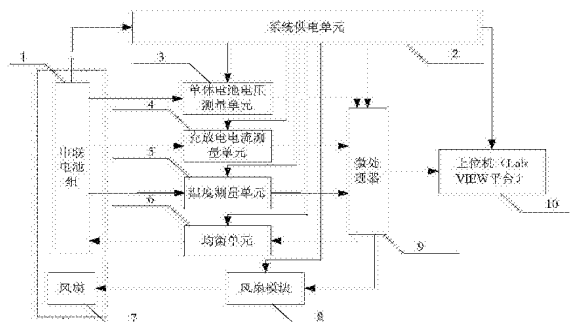 系统供电单元
1
3
2
单体电池电压
测量单元
4
充放电电流测
量单元
串联
电池
组
微处
理器
上位机（Lab
VIEW平台）
5
温度测量单元
6
均衡单元
10
9
风扇
风扇模块
7
8